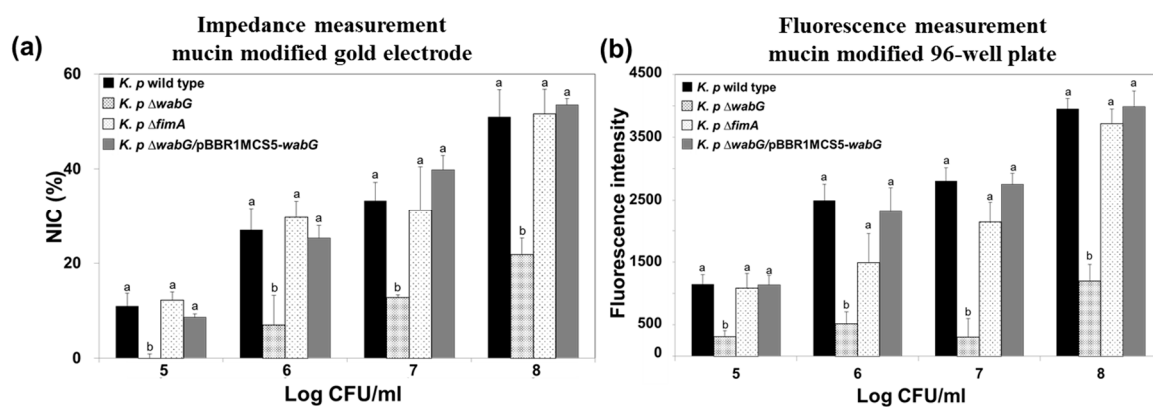 (a)
Impedance measurement
mucin modified gold electrode
K. p wild type
K. p ΔwabG
K. p ΔfimA
K. p ΔwabG/pBBR1MCS5-wabG
NIC (%)
60
40
20
0
a
b
a
a
a
b
a
a
a
b
a
a
a
b
a
a
5
6
7
8
Log CFU/ml
(b)
Fluorescence measurement
mucin modified 96-well plate
K. p wild type
K. p ΔwabG
K. p ΔfimA
K. p ΔwabG/pBBR1MCS5-wabG
Fluorescence intensity
4500
3500
2500
1500
500
0
a
b
a
a
a
b
a
a
a
b
a
a
a
b
a
a
5
6
7
8
Log CFU/ml